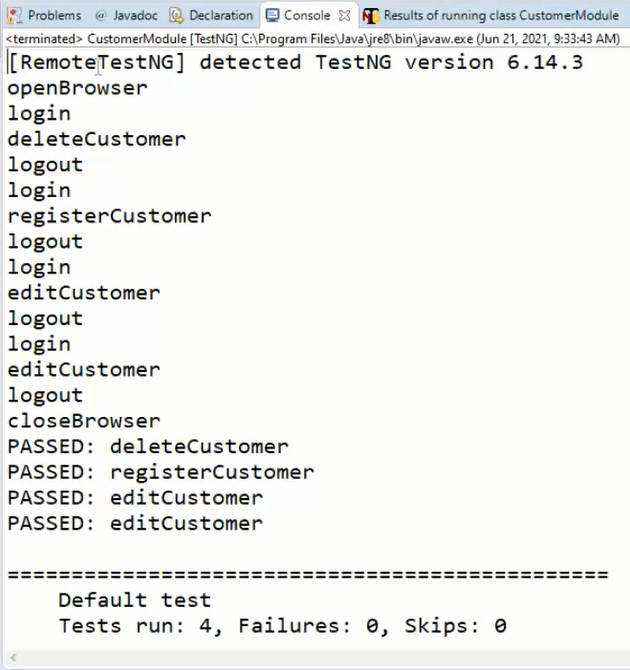 Problems @ Javadoc Declaration Console Results of running class CustomerModule
<terminated> CustomerModule [TestNG] C:\Program Files\Java\jre8\bin\javaw.exe (Jun 21, 2021, 9:33:43 AM)
[RemoteTestNG] detected TestNG version 6.14.3
openBrowser
login
deleteCustomer
logout
login
registerCustomer
logout
login
editCustomer
logout
login
editCustomer
logout
closeBrowser
PASSED: deleteCustomer
PASSED: registerCustomer
PASSED: editCustomer
PASSED: editCustomer
===============================================
Default test
Tests run: 4, Failures: 0, Skips: 0